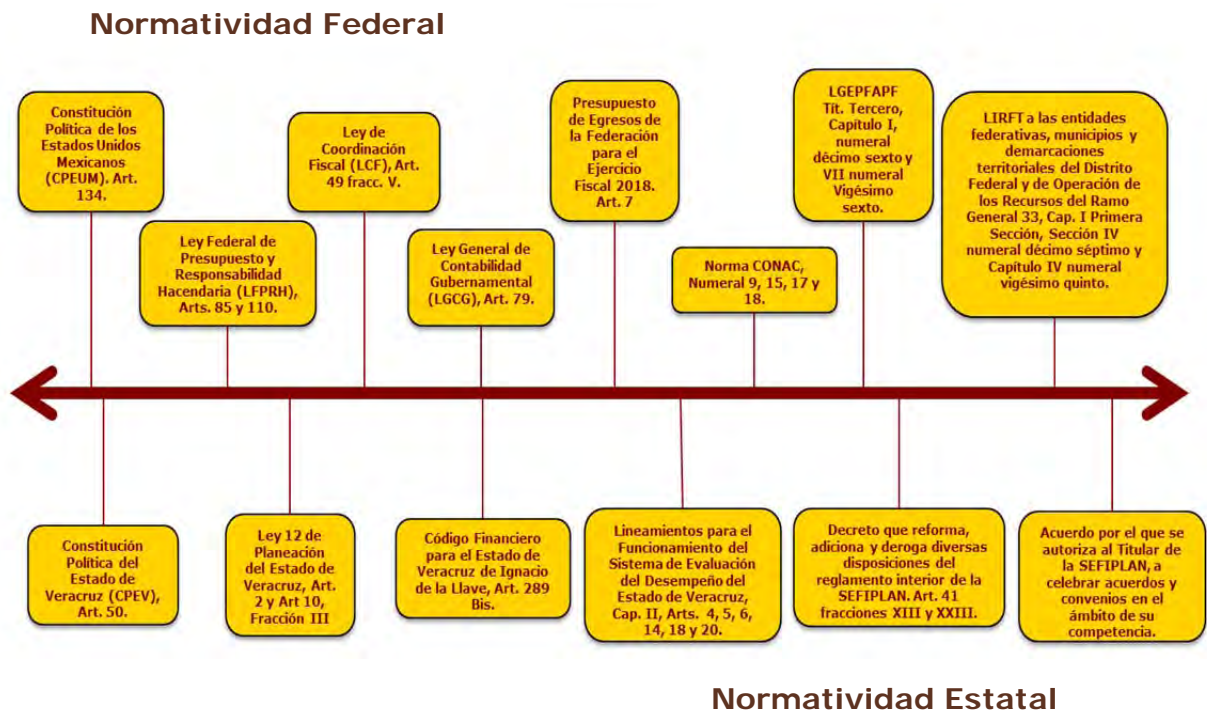 Normatividad Federal
Constitución
Política de los
Estados Unidos
Mexicanos
(CPEUM). Art.
134.
Ley Federal de
Presupuesto y
Responsabilidad
Hacendaria (LFPRH),
Arts. 85 y 110.
Ley de
Coordinación
Fiscal (LCF), Art.
49 fracc. V.
Ley General de
Contabilidad
Gubernamental
(LGCG), Art. 79.
Presupuesto
de Egresos de
la Federación
para el
Ejercicio
Fiscal 2018.
Art. 7
Norma CONAC,
Numeral 9, 15, 17 y
18.
LGEPFAPF
Tít. Tercero,
Capítulo I,
numeral
décimo sexto y
VII numeral
Vigésimo
sexto.
LIRFT a las entidades
federativas, municipios y
demarcaciones
territoriales del Distrito
Federal y de Operación de
los Recursos del Ramo
General 33, Cap. I Primera
Sección, Sección IV
numeral décimo séptimo y
Capítulo IV numeral
vigésimo quinto.
Constitución
Política del
Estado de
Veracruz (CPEV),
Art. 50.
Ley 12 de
Planeación
del Estado de
Veracruz, Art.
2 y Art 10,
Fracción III
Código Financiero
para el Estado de
Veracruz de Ignacio
de la Llave, Art. 289
Bis.
Lineamientos para el
Funcionamiento del
Sistema de Evaluación
del Desempeño del
Estado de Veracruz,
Cap. II, Arts. 4, 5, 6,
14, 18 y 20.
Decreto que reforma,
adiciona y deroga diversas
disposiciones del
reglamento interior de la
SEFIPLAN. Art. 41
fracciones XIII y XXIII.
Acuerdo por el que se
autoriza al Titular de
la SEFIPLAN, a
celebrar acuerdos y
convenios en el
ámbito de su
competencia.
Normatividad Estatal